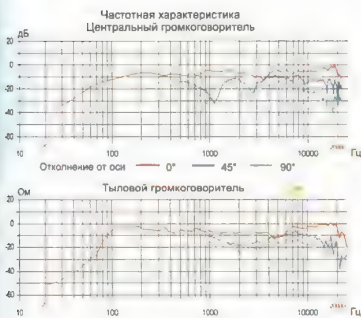 Частотная характеристика
Центральный громкоговоритель
дБ
20
0
-20
-40
-60
10 100 1000 10000 Гц
Отклонение от оси 0° 45° 90°
Тыловой громкоговоритель
Ом
20
0
-20
-40
-60
10 100 1000 10000 Гц